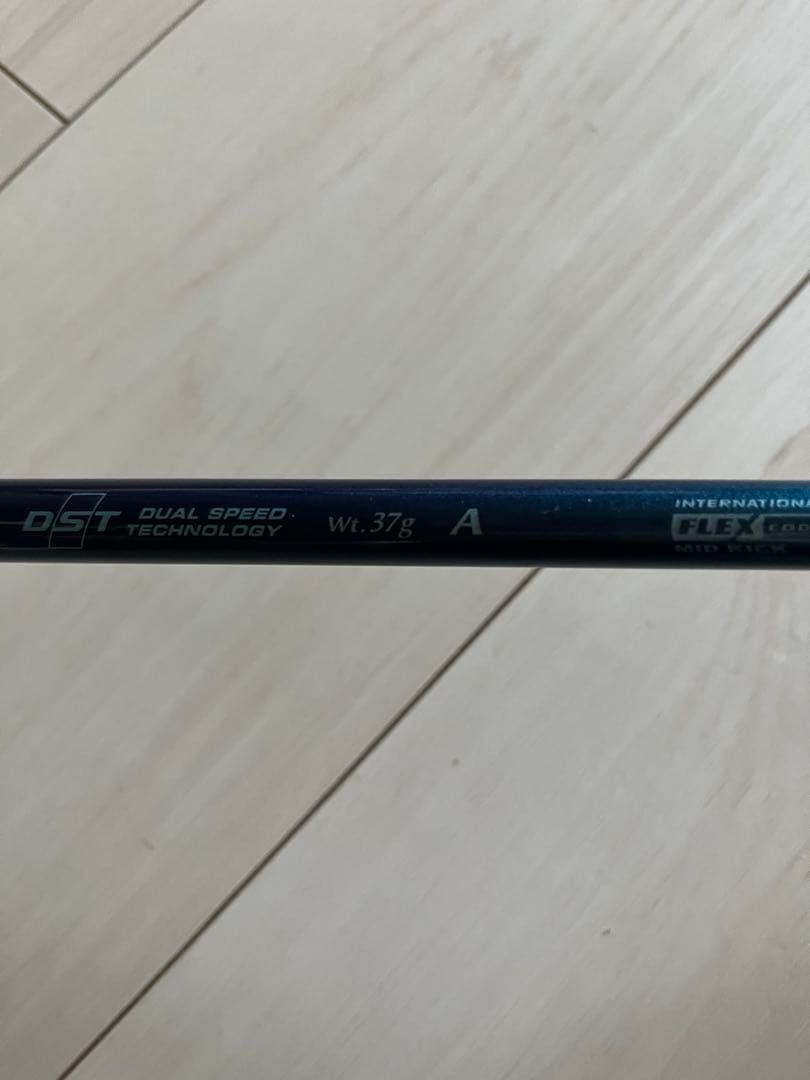 DST DUAL SPEED TECHNOLOGY
Wt. 37g A
INTERNATIONA
FLEX
MID KICK